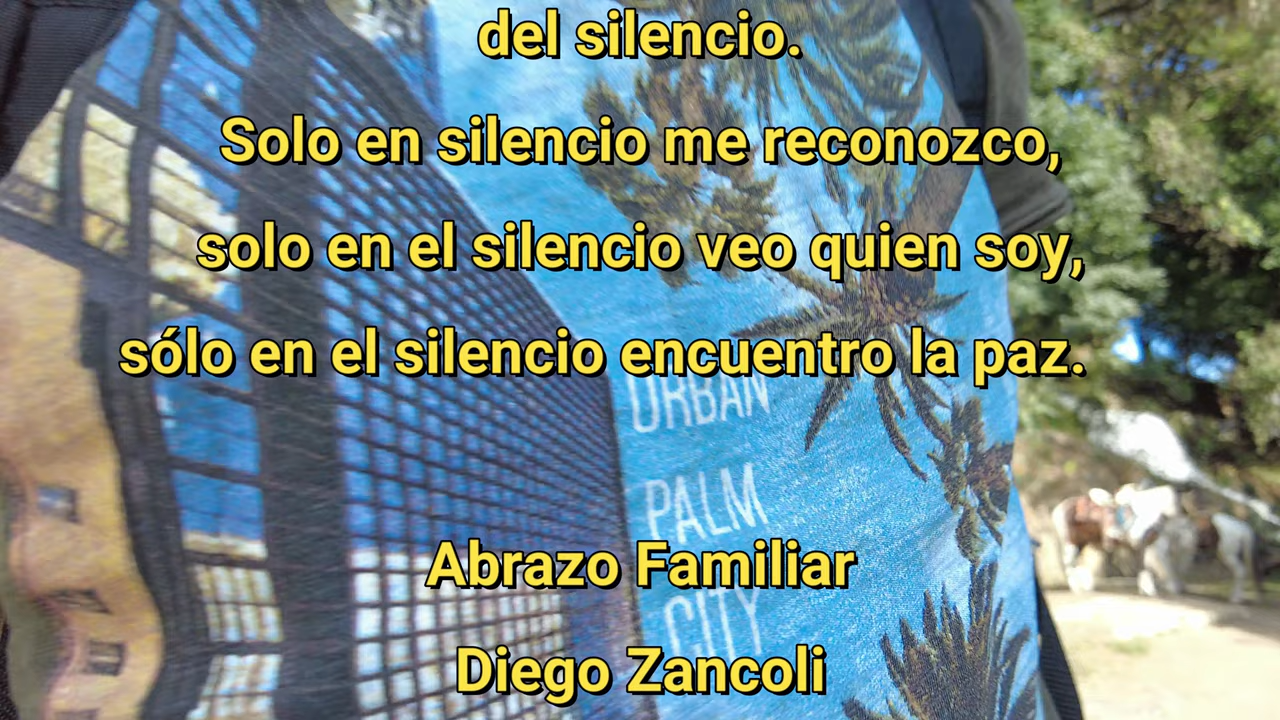 del silencio.
Solo en silencio me reconozco,
solo en el silencio veo quien soy,
sólo en el silencio encuentro la paz.
URBAN
PALM
CITY
Abrazo Familiar
Diego Zancoli